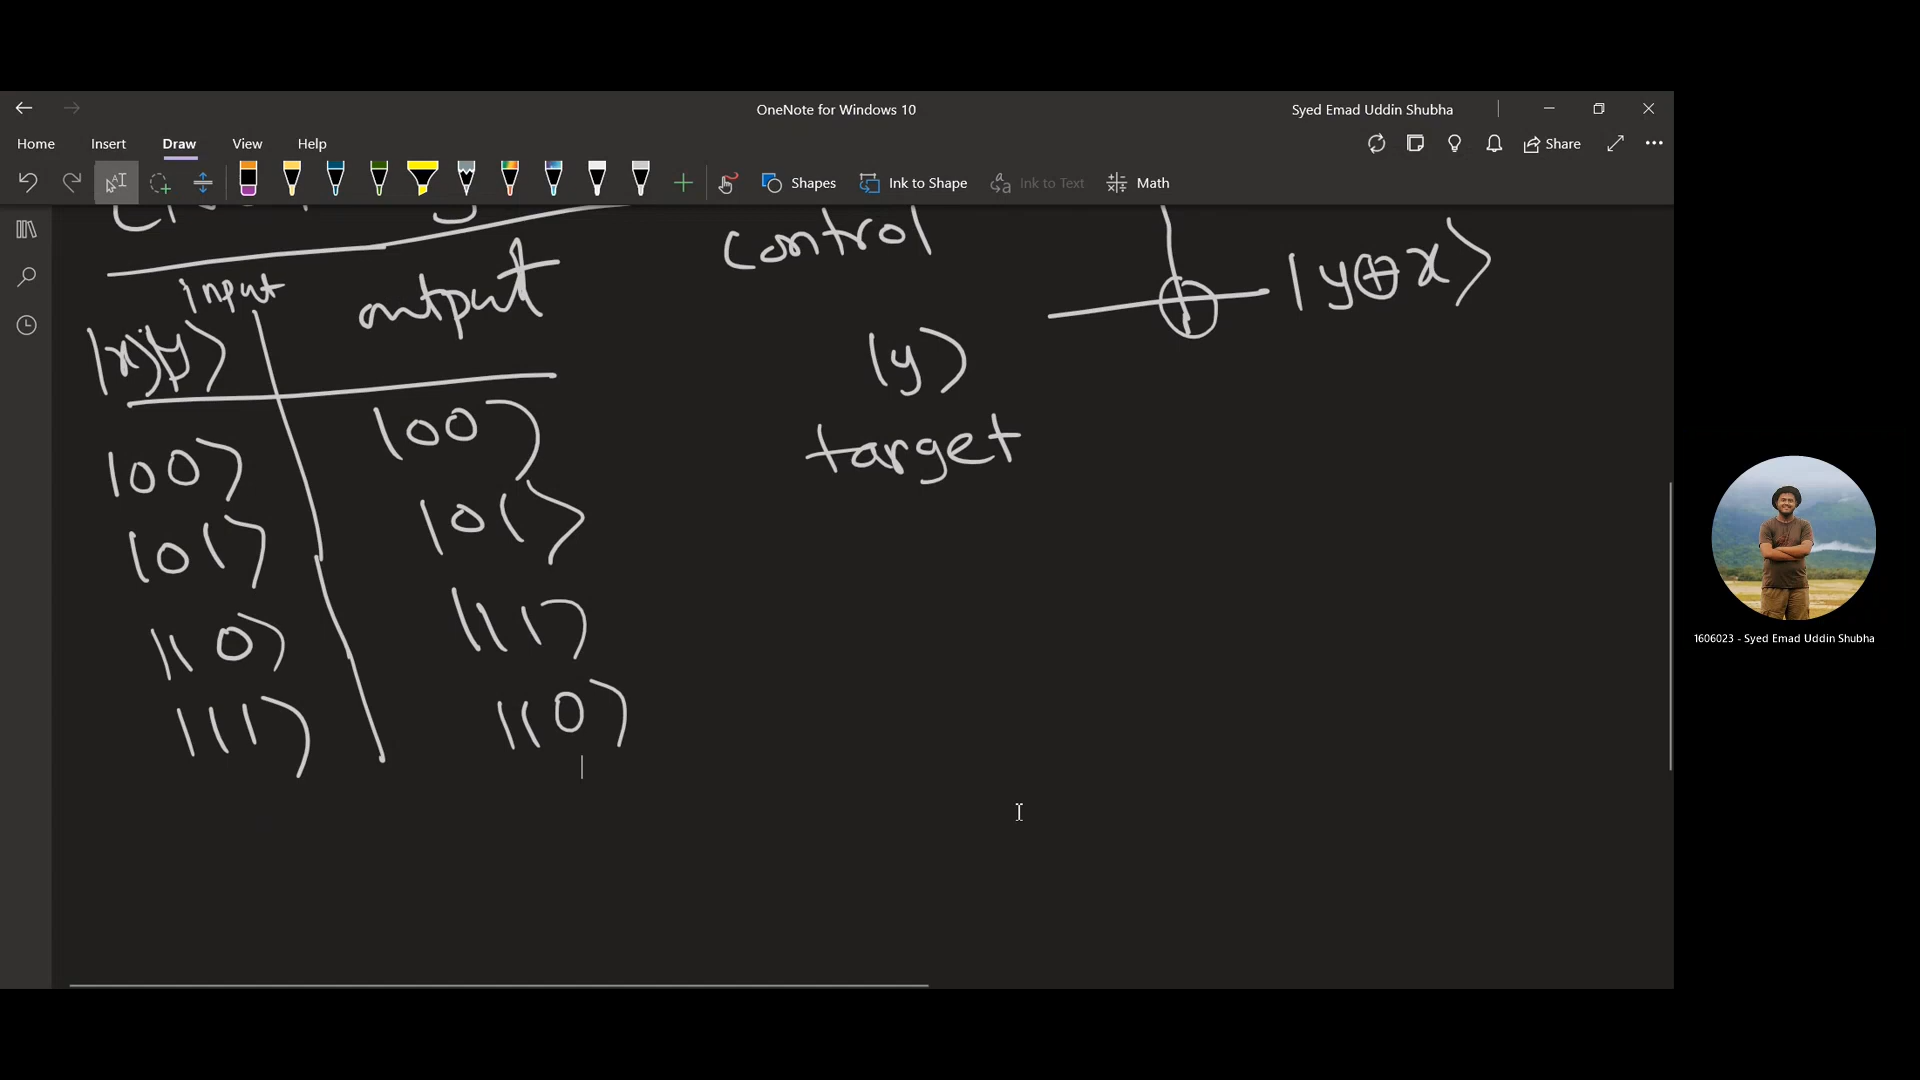 OneNote for Windows 10
Syed Emad Uddin Shubha
Home Insert Draw View Help
Share
Shapes Ink to Shape Ink to Text Math
control
input output
|x⟩|y⟩
|y⊕x⟩
|y⟩
target
|00⟩ |00⟩
|01⟩ |01⟩
|10⟩ |11⟩
|11⟩ |10⟩
1606023 - Syed Emad Uddin Shubha